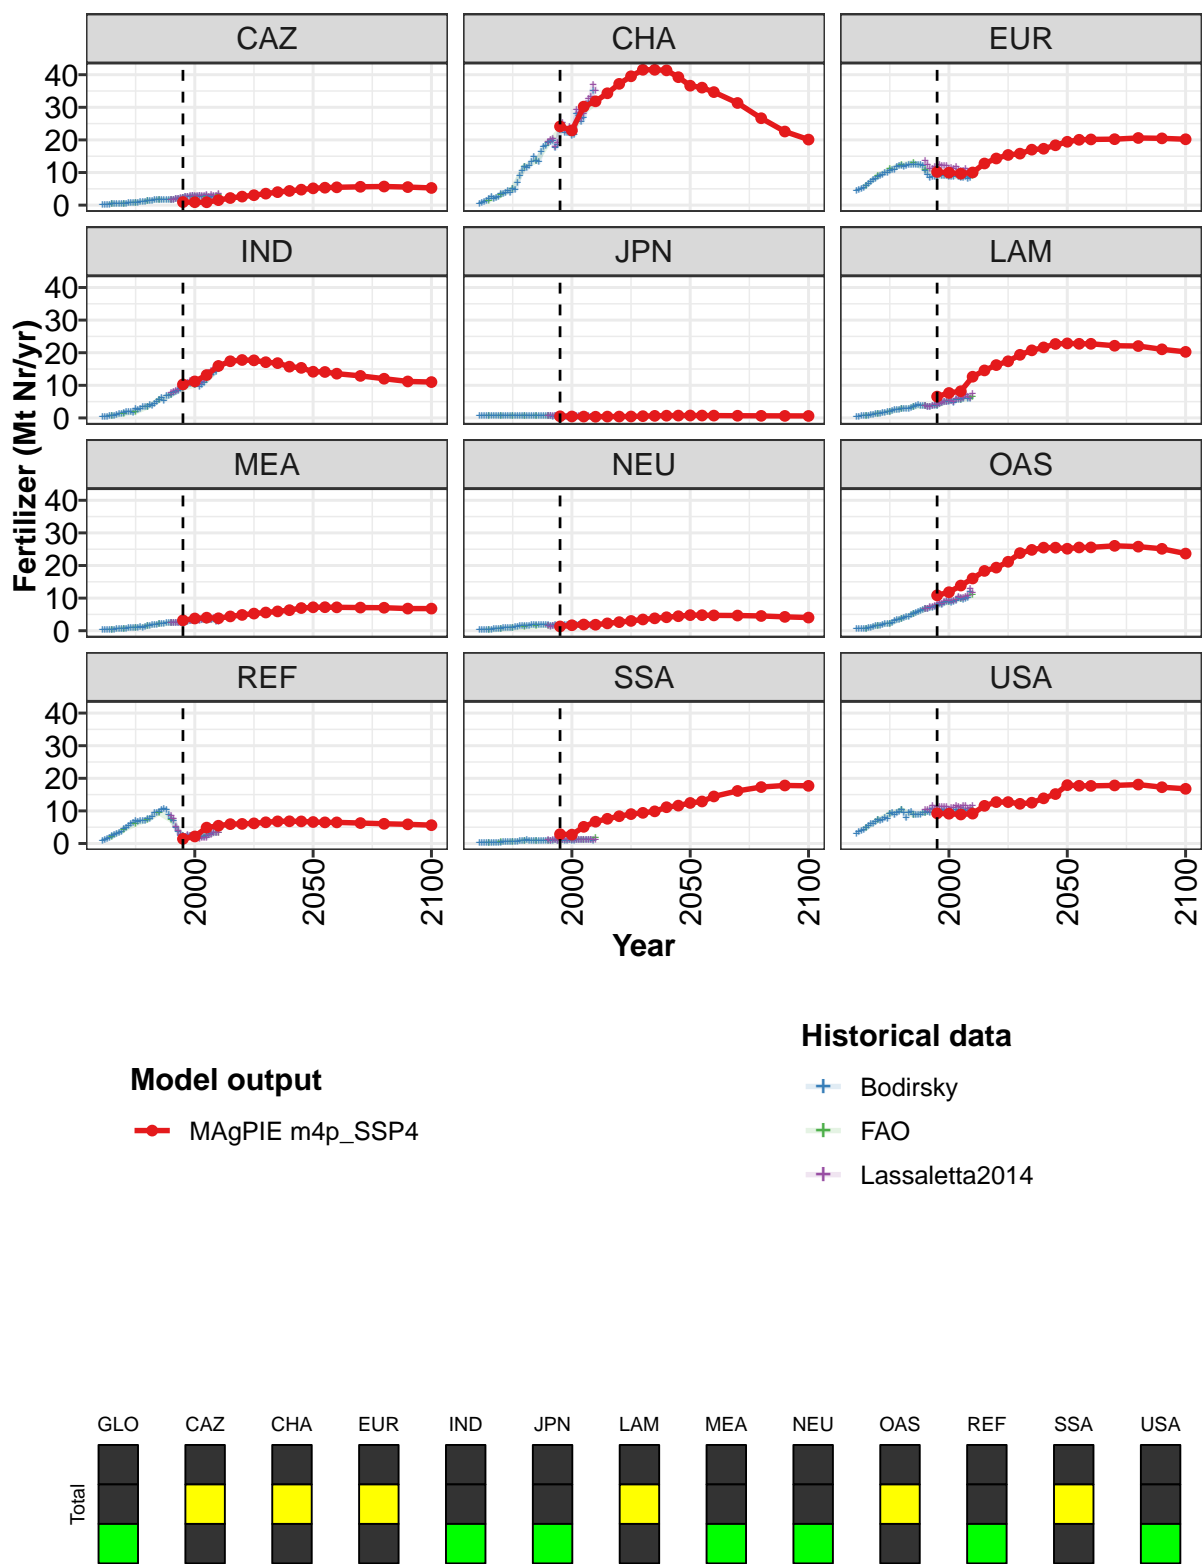 CAZ CHA EUR
40
30
20
10
0
IND JPN LAM
40
30
20
10
0
Fertilizer (Mt Nr/yr)
MEA NEU OAS
40
30
20
10
0
REF SSA USA
40
30
20
10
0
2000 2050 2100 2000 2050 2100 2000 2050 2100
Year
Model output
MAgPIE m4p_SSP4
Historical data
Bodirsky
FAO
Lassaletta2014
GLO CAZ CHA EUR IND JPN LAM MEA NEU OAS REF SSA USA
Total